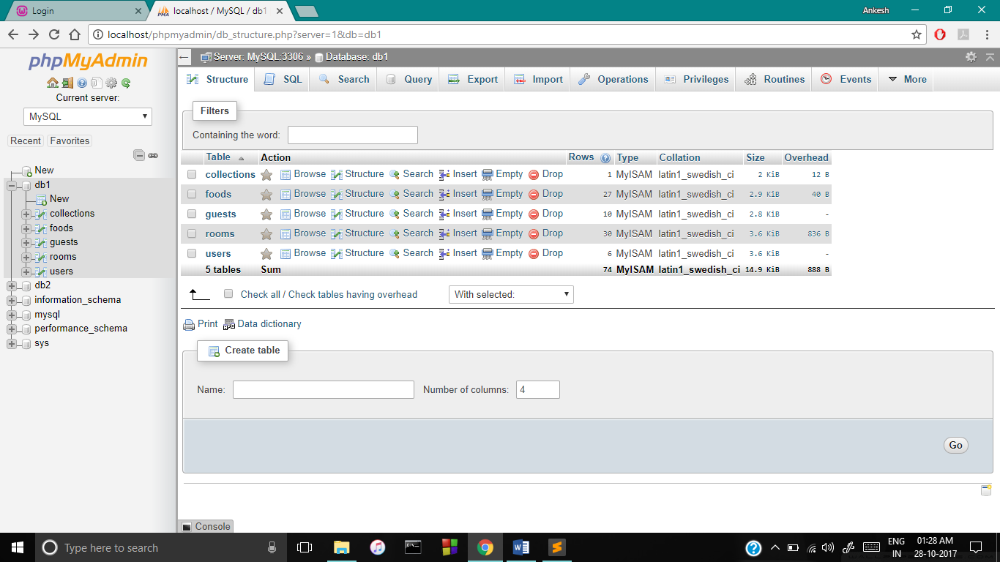 Login
localhost / MySQL / db1
Ankesh
localhost/phpmyadmin/db_structure.php?server=1&db=db1
phpMyAdmin
Current server:
MySQL
Recent Favorites
New
db1
New
collections
foods
guests
rooms
users
db2
information_schema
mysql
performance_schema
sys
Server: MySQL:3306 » Database: db1
Structure SQL Search Query Export Import Operations Privileges Routines Events More
Filters
Containing the word:
Table Action Rows Type Collation Size Overhead
collections Browse Structure Search Insert Empty Drop 1 MyISAM latin1_swedish_ci 2 KiB 12 B
foods Browse Structure Search Insert Empty Drop 27 MyISAM latin1_swedish_ci 2.9 KiB 40 B
guests Browse Structure Search Insert Empty Drop 10 MyISAM latin1_swedish_ci 2.8 KiB -
rooms Browse Structure Search Insert Empty Drop 30 MyISAM latin1_swedish_ci 3.6 KiB 836 B
users Browse Structure Search Insert Empty Drop 6 MyISAM latin1_swedish_ci 3.6 KiB -
5 tables Sum 74 MyISAM latin1_swedish_ci 14.9 KiB 888 B
Check all / Check tables having overhead With selected:
Print Data dictionary
Create table
Name: Number of columns: 4
Go
Console
Type here to search
ENG 01:28 AM
IN 28-10-2017